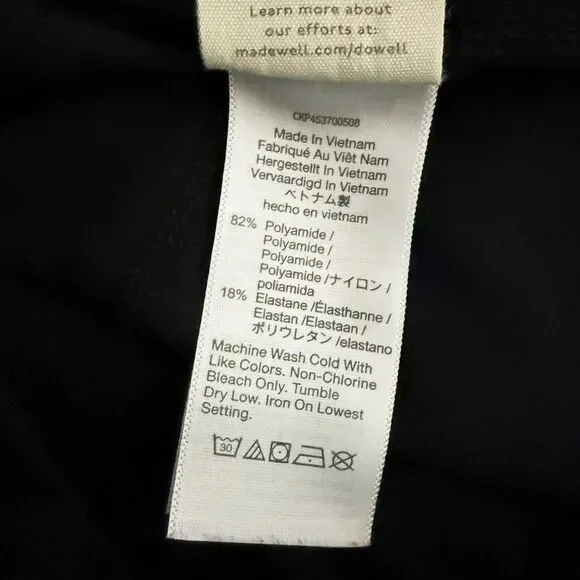 Learn more about
our efforts at:
madewell.com/dowell
CKP453700508
Made In Vietnam
Fabriqué Au Viêt Nam
Hergestellt In Vietnam
Vervaardigd In Vietnam
ベトナム製
hecho en vietnam
82% Polyamide /
Polyamide /
Polyamide /
Polyamide /ナイロン /
poliamida
18% Elastane /Élasthanne /
Elastan /Elastaan /
ポリウレタン /elastano
Machine Wash Cold With
Like Colors. Non-Chlorine
Bleach Only. Tumble
Dry Low. Iron On Lowest
Setting.
30